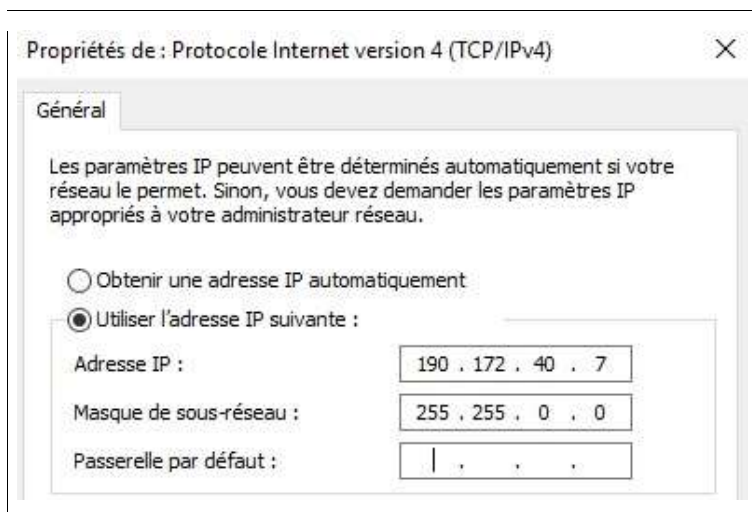 Propriétés de : Protocole Internet version 4 (TCP/IPv4)
Général
Les paramètres IP peuvent être déterminés automatiquement si votre
réseau le permet. Sinon, vous devez demander les paramètres IP
appropriés à votre administrateur réseau.
Obtenir une adresse IP automatiquement
Utiliser l'adresse IP suivante :
Adresse IP : 190 . 172 . 40 . 7
Masque de sous-réseau : 255 . 255 . 0 . 0
Passerelle par défaut : . . .